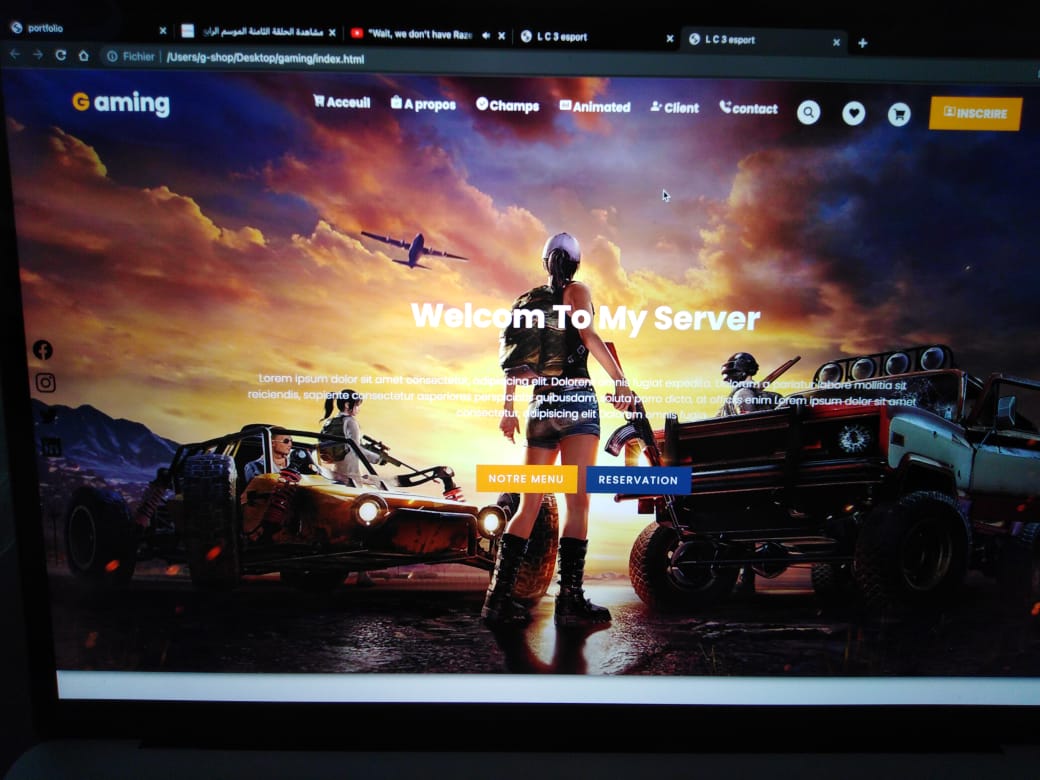 portfolio
مشاهدة الحلقة الثامنة الموسم الراب
"Wait, we don't have Raze
L C 3 esport
L C 3 esport
Fichier
/Users/g-shop/Desktop/gaming/index.html
G aming
Acceuil
A propos
Champs
Animated
Client
contact
INSCRIRE
Welcom To My Server
Lorem ipsum dolor sit amet consectetur, adipisicing elit. Dolorem omnis fugiat expedita. Dolorum a pariatur labore mollitia sit
reiciendis, sapiente consectetur asperiores perspiciatis quibusdam, soluta porro dicta, at officiis enim Lorem ipsum dolor sit amet
consectetur, adipisicing elit. Dolorem omnis fugia
NOTRE MENU
RESERVATION